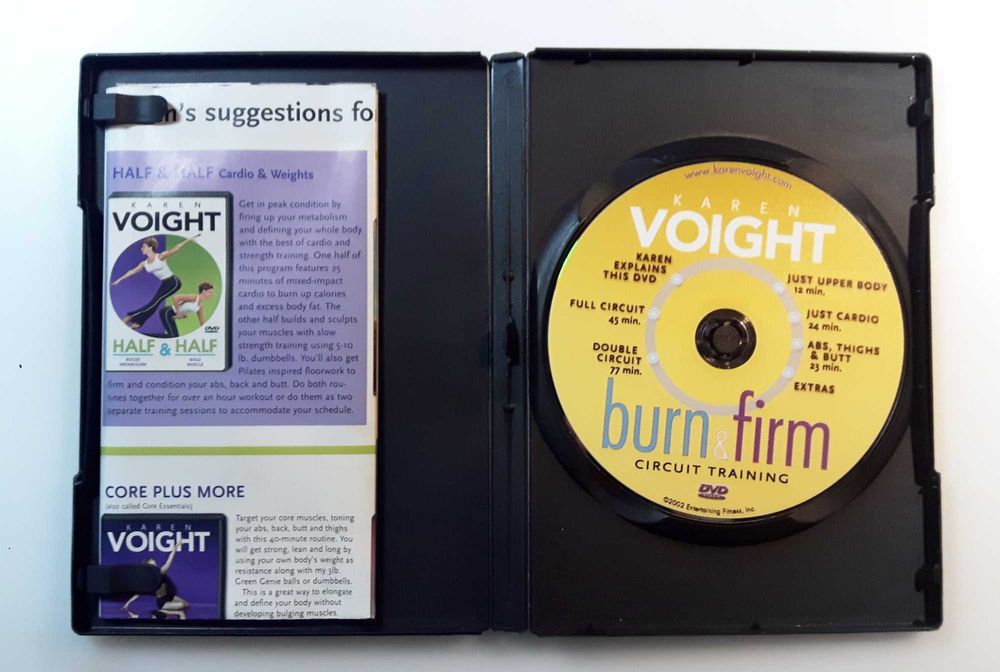 's suggestions fo
HALF & HALF Cardio & Weights
KAREN
VOIGHT
DVD
HALF & HALF
BOOST
METABOLISM
BUILD
MUSCLE
Get in peak condition by
firing up your metabolism
and defining your whole body
with the best of cardio and
strength training. One half of
this program features 25
minutes of mixed-impact
cardio to burn up calories
and excess body fat. The
other half builds and sculpts
your muscles with slow
strength training using 5-10
lb. dumbbells. You'll also get
Pilates inspired floorwork to
firm and condition your abs, back and butt. Do both rou-
tines together for over an hour workout or do them as two
separate training sessions to accommodate your schedule.
CORE PLUS MORE
(also called Core Essentials)
KAREN
VOIGHT
Target your core muscles, toning
your abs, back, butt and thighs
with this 40-minute routine. You
will get strong, lean and long by
using your own body's weight as
resistance along with my 3lb.
Green Genie balls or dumbbells.
This is a great way to elongate
and define your body without
developing bulging muscles.
www.karenvoight.com
KAREN
VOIGHT
KAREN
EXPLAINS
THIS DVD
FULL CIRCUIT
45 min.
DOUBLE
CIRCUIT
77 min.
JUST UPPER BODY
12 min.
JUST CARDIO
24 min.
ABS, THIGHS
& BUTT
23 min.
EXTRAS
burn & firm
CIRCUIT TRAINING
DVD
©2002 Entertaining Fitness, Inc.